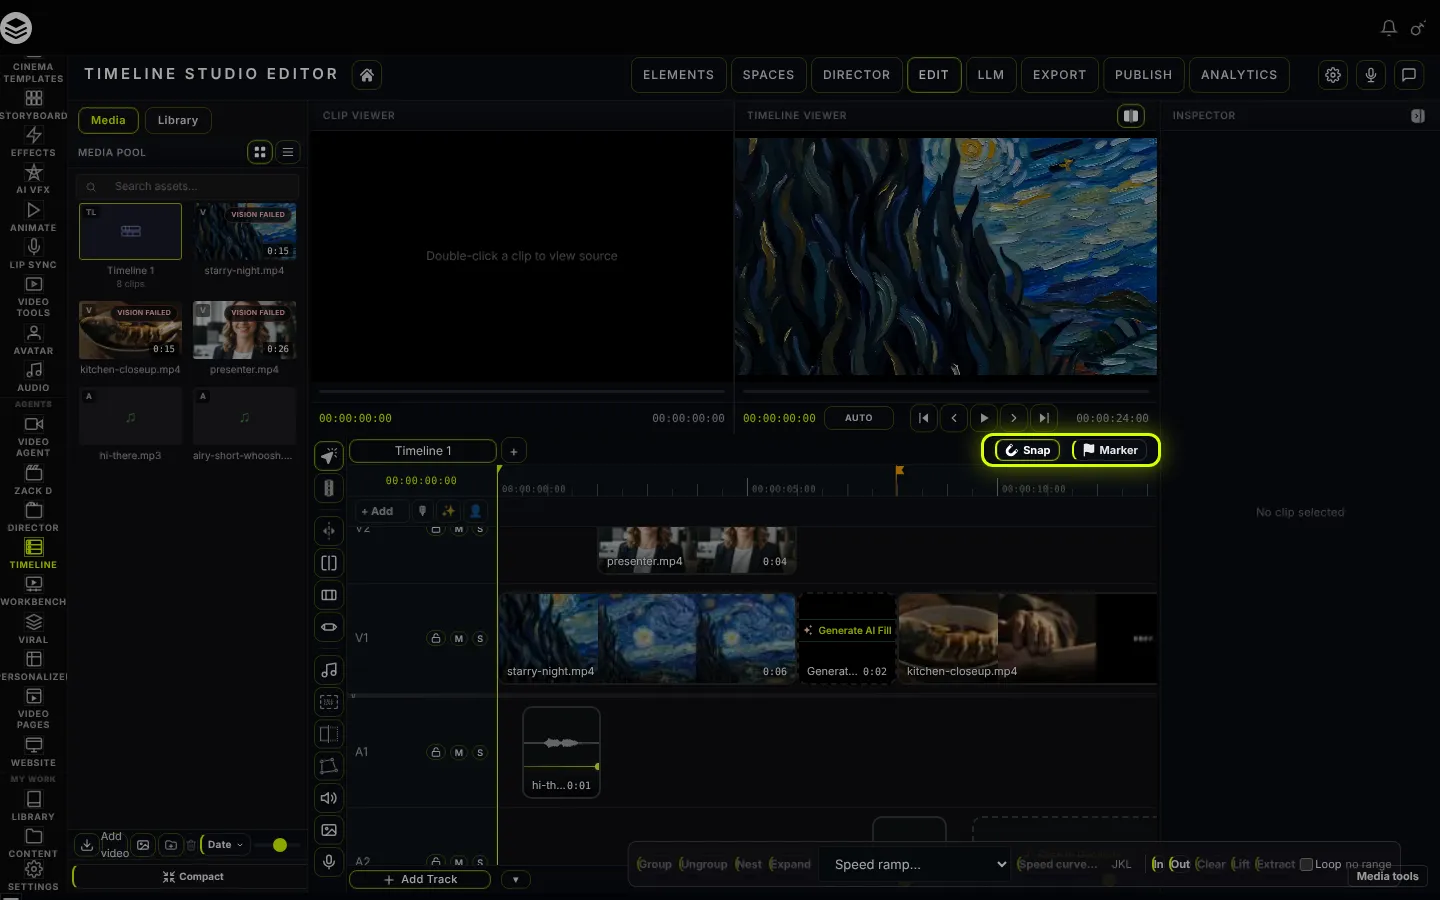 CINEMA
TEMPLATES
STORYBOARD
EFFECTS
AI VFX
ANIMATE
LIP SYNC
VIDEO
TOOLS
AVATAR
AUDIO
AGENTS
VIDEO
AGENT
ZACK D
DIRECTOR
TIMELINE
WORKBENCH
VIRAL
PERSONALIZE
VIDEO
PAGES
WEBSITE
MY WORK
LIBRARY
CONTENT
SETTINGS
TIMELINE STUDIO EDITOR
ELEMENTS SPACES DIRECTOR EDIT LLM EXPORT PUBLISH ANALYTICS
Media Library
MEDIA POOL
Search assets...
TL
Timeline 1
8 clips
V VISION FAILED
0:15
starry-night.mp4
V VISION FAILED
0:15
kitchen-closeup.mp4
V VISION FAILED
0:26
presenter.mp4
A
hi-there.mp3
A
airy-short-whoosh....
Add
video
Date
Compact
CLIP VIEWER
Double-click a clip to view source
00:00:00:00 00:00:00:00
TIMELINE VIEWER
00:00:00:00 AUTO 00:00:24:00
INSPECTOR
No clip selected
Timeline 1 +
Snap Marker
00:00:00:00
00:00:00:00 00:00:05:00 00:00:10:00
+ Add
V2 M S
presenter.mp4 0:04
V1 M S
starry-night.mp4 0:06
Generate AI Fill
Generat... 0:02
kitchen-closeup.mp4
A1 M S
hi-th... 0:01
A2 M S
+ Add Track
Group Ungroup Nest Expand Speed ramp... Speed curve... JKL In Out Clear Lift Extract Loop no range
Media tools